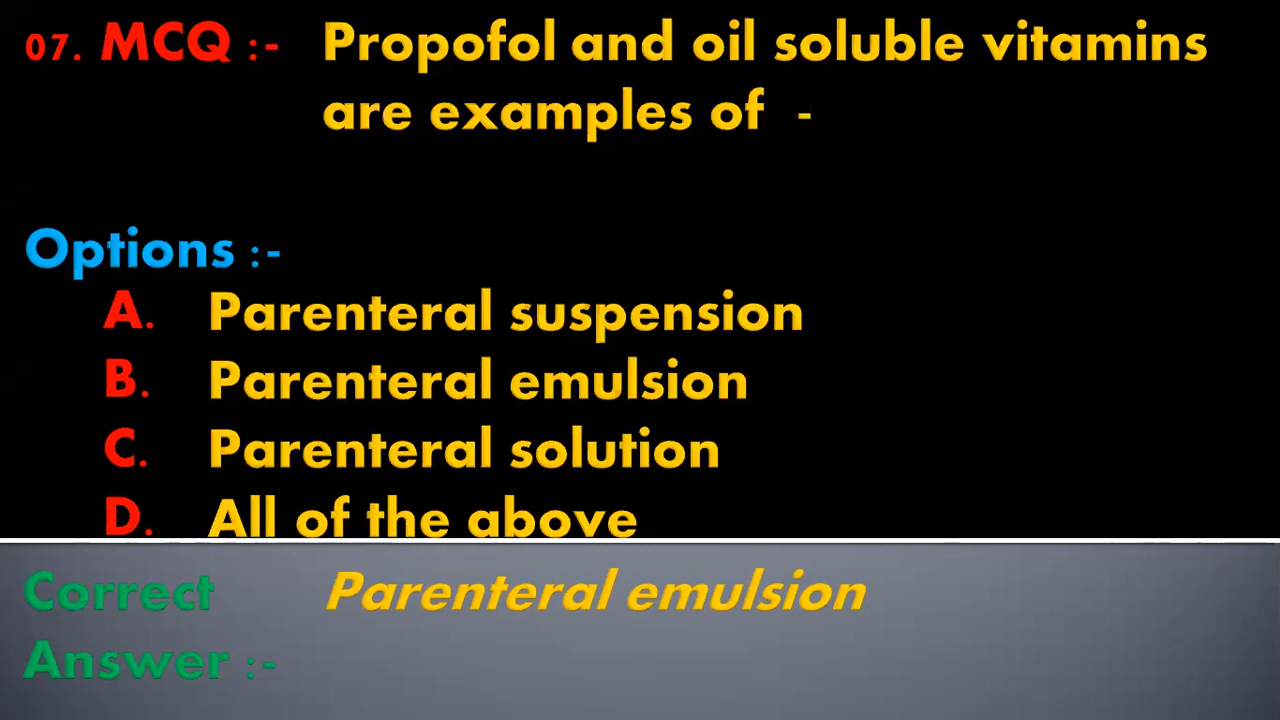 07. MCQ :- Propofol and oil soluble vitamins
are examples of -
Options :-
A. Parenteral suspension
B. Parenteral emulsion
C. Parenteral solution
D. All of the above
Correct Parenteral emulsion
Answer :-